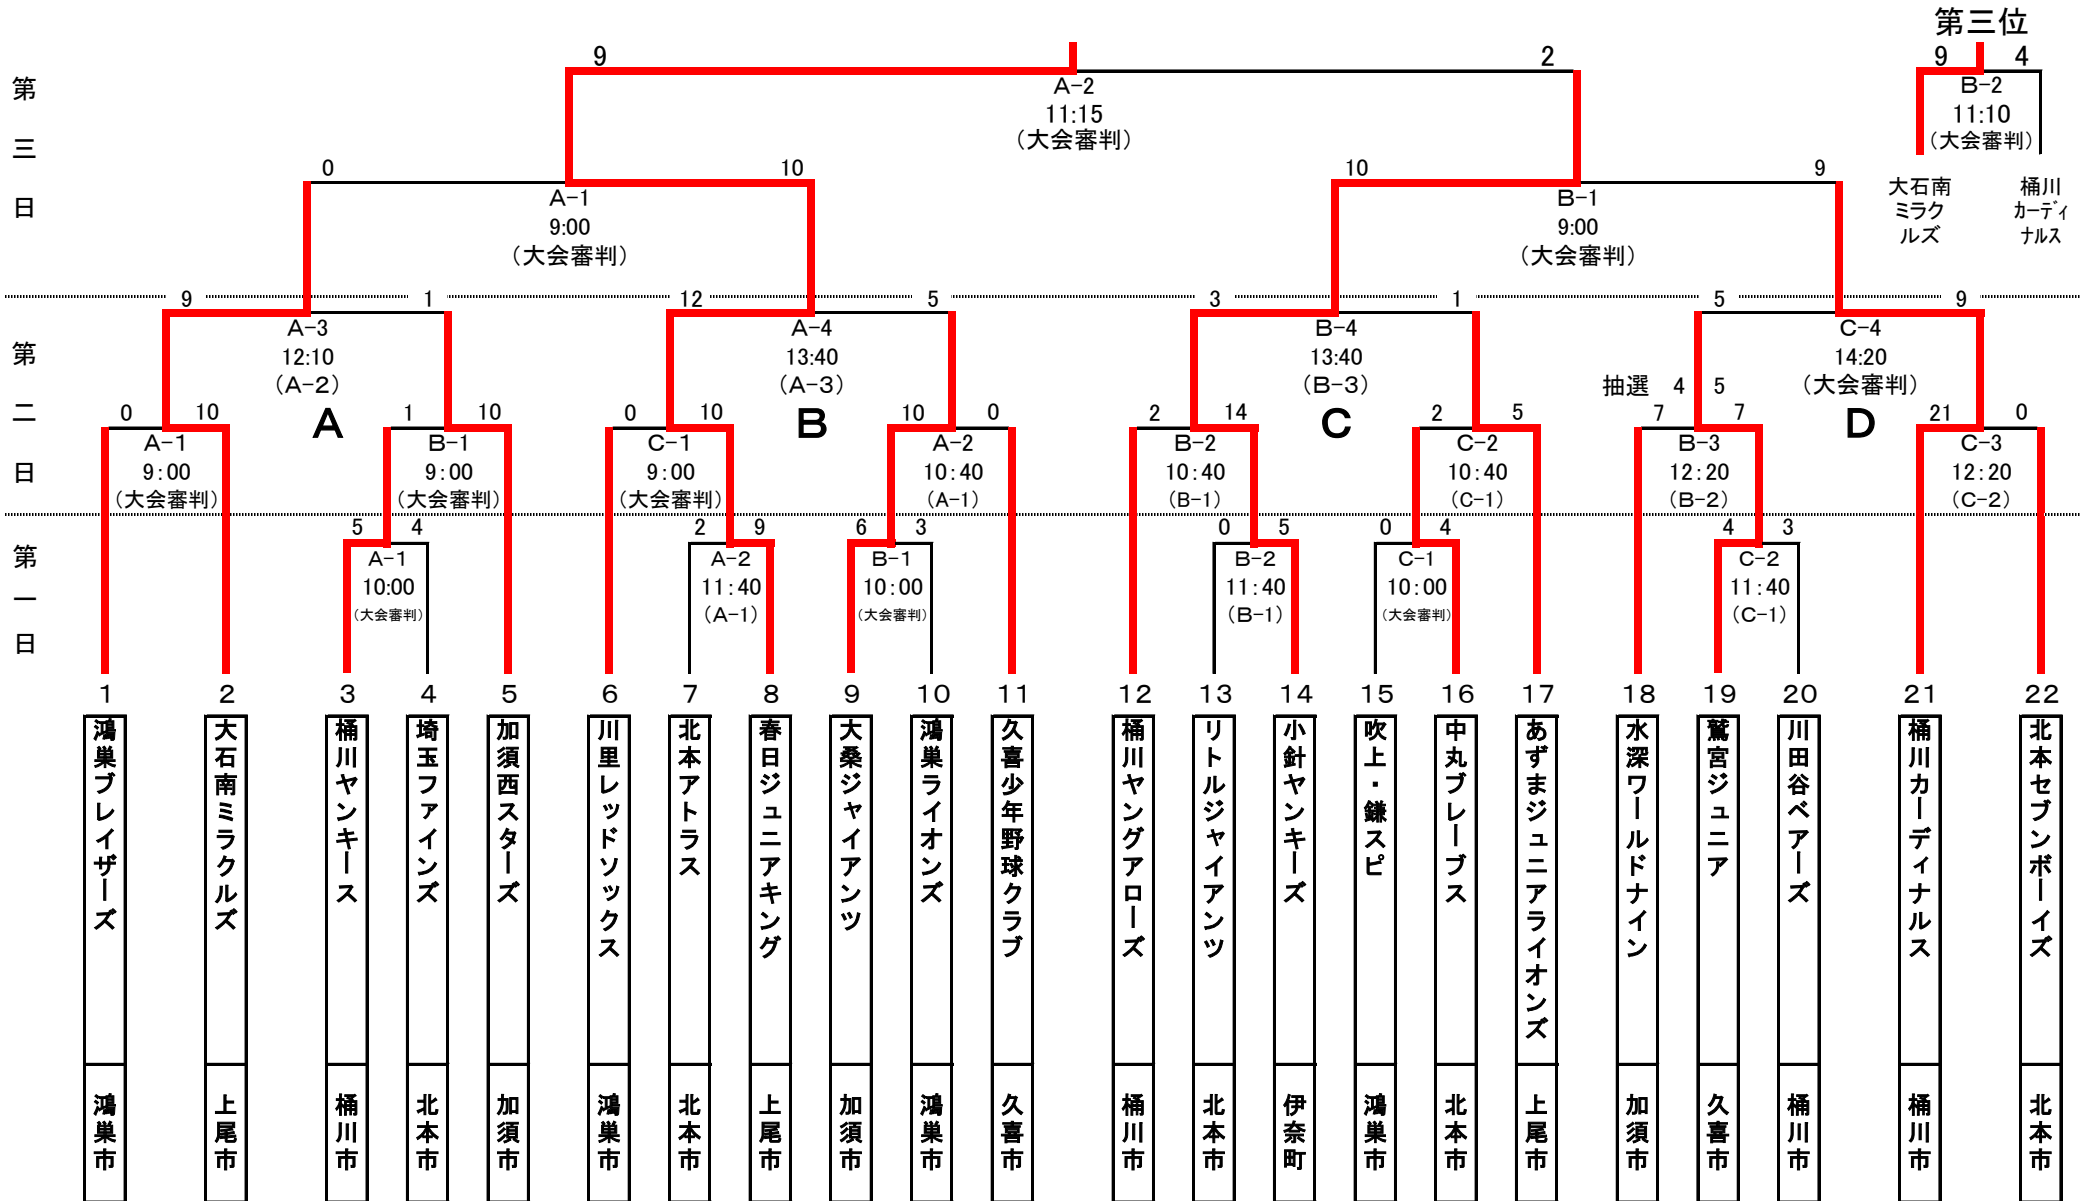 第三位
9 2 9 4
A-2 B-2
11:15 11:10
（大会審判） （大会審判）
第三日
0 10 10 9
大石南ミラクルズ 桶川カーディナルス
A-1 B-1
9:00 9:00
（大会審判） （大会審判）
9 1 12 5 3 1 5 9
第二日
A-3 A-4 B-4 C-4
12:10 13:40 13:40 14:20
（A-2） （A-3） （B-3） （大会審判）
抽選 4 5
A B C D
0 10 1 10 0 10 10 0 2 14 2 5 7 7 21 0
A-1 B-1 C-1 A-2 B-2 C-2 B-3 C-3
9:00 9:00 9:00 10:40 10:40 10:40 12:20 12:20
（大会審判） （大会審判） （大会審判） （A-1） （B-1） （C-1） （B-2） （C-2）
第一日
5 4 2 9 6 3 0 5 0 4 4 3
A-1 A-2 B-1 B-2 C-1 C-2
10:00 11:40 10:00 11:40 10:00 11:40
（大会審判） （A-1） （大会審判） （B-1） （大会審判） （C-1）
1 2 3 4 5 6 7 8 9 10 11 12 13 14 15 16 17 18 19 20 21 22
鴻巣ブレイザーズ
大石南ミラクルズ
桶川ヤンキース
埼玉ファインズ
加須西スターズ
川里レッドソックス
北本アトラス
春日ジュニアキング
大桑ジャイアンツ
鴻巣ライオンズ
久喜少年野球クラブ
桶川ヤングアローズ
リトルジャイアンツ
小針ヤンキーズ
吹上・鎌スピ
中丸ブレーブス
あずまジュニアライオンズ
水深ワールドナイン
鷲宮ジュニア
川田谷ベアーズ
桶川カーディナルス
北本セブンボーイズ
鴻巣市
上尾市
桶川市
北本市
加須市
鴻巣市
北本市
上尾市
加須市
鴻巣市
久喜市
桶川市
北本市
伊奈町
鴻巣市
北本市
上尾市
加須市
久喜市
桶川市
桶川市
北本市